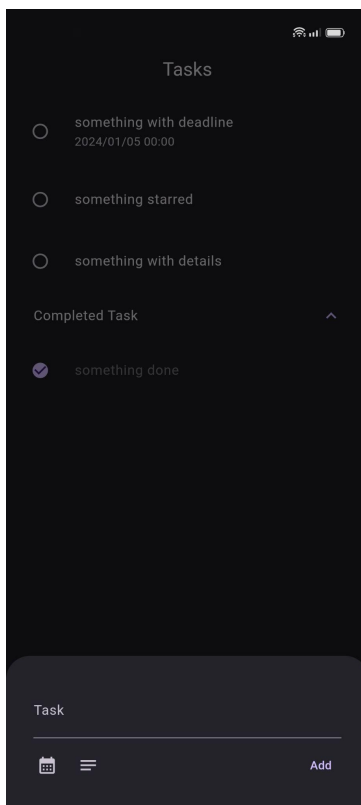 Tasks
something with deadline
2024/01/05 00:00
something starred
something with details
Completed Task
something done
Task
Add